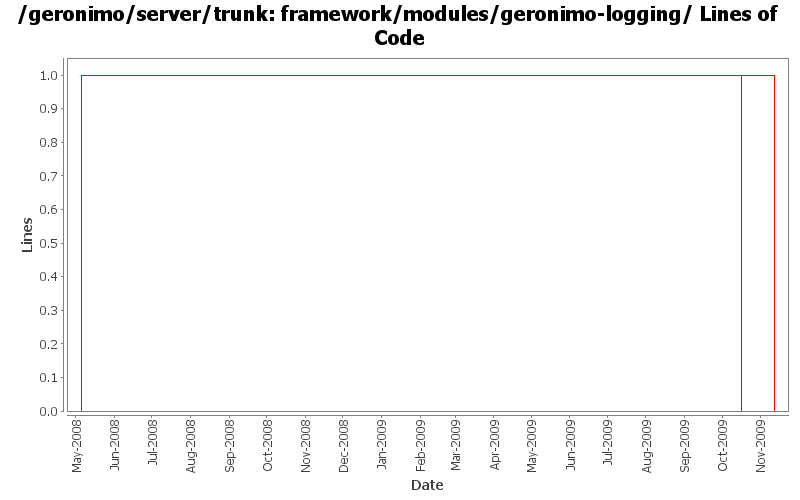 /geronimo/server/trunk: framework/modules/geronimo-logging/ Lines of
Code
1.0
0.9
0.8
0.7
0.6
0.5
0.4
0.3
0.2
0.1
0.0
Lines
May-2008
Jun-2008
Jul-2008
Aug-2008
Sep-2008
Oct-2008
Nov-2008
Dec-2008
Jan-2009
Feb-2009
Mar-2009
Apr-2009
May-2009
Jun-2009
Jul-2009
Aug-2009
Sep-2009
Oct-2009
Nov-2009
Date